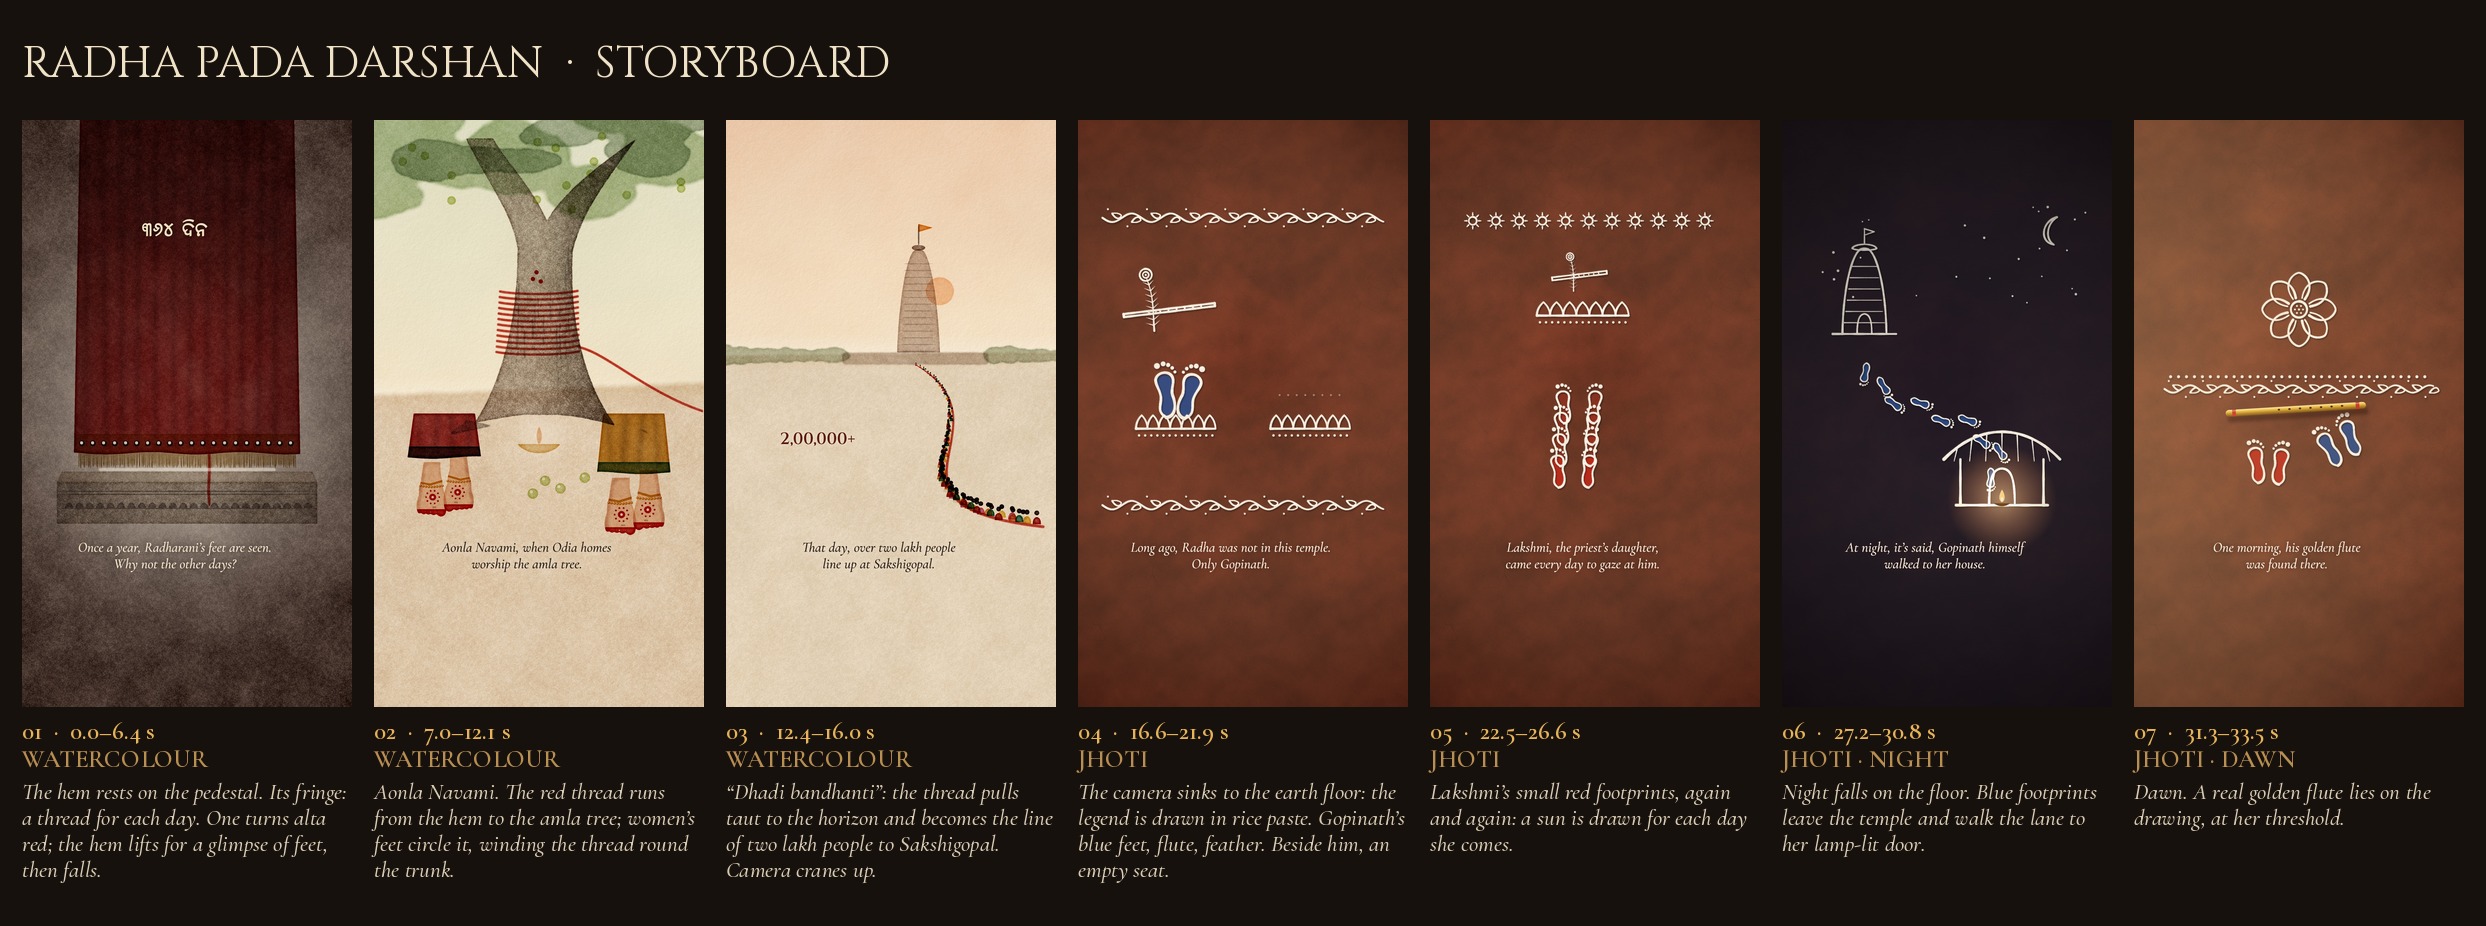 RADHA PADA DARSHAN · STORYBOARD
୩୬୪ ଦିନ
Once a year, Radharani’s feet are seen.
Why not the other days?
01 · 0.0–6.4 s
WATERCOLOUR
The hem rests on the pedestal. Its fringe:
a thread for each day. One turns alta
red; the hem lifts for a glimpse of feet,
then falls.
Aonla Navami, when Odia homes
worship the amla tree.
02 · 7.0–12.1 s
WATERCOLOUR
Aonla Navami. The red thread runs
from the hem to the amla tree; women’s
feet circle it, winding the thread round
the trunk.
2,00,000+
That day, over two lakh people
line up at Sakshigopal.
03 · 12.4–16.0 s
WATERCOLOUR
“Dhadi bandhanti”: the thread pulls
taut to the horizon and becomes the line
of two lakh people to Sakshigopal.
Camera cranes up.
Long ago, Radha was not in this temple.
Only Gopinath.
04 · 16.6–21.9 s
JHOTI
The camera sinks to the earth floor: the
legend is drawn in rice paste. Gopinath’s
blue feet, flute, feather. Beside him, an
empty seat.
Lakshmi, the priest’s daughter,
came every day to gaze at him.
05 · 22.5–26.6 s
JHOTI
Lakshmi’s small red footprints, again
and again: a sun is drawn for each day
she comes.
At night, it’s said, Gopinath himself
walked to her house.
06 · 27.2–30.8 s
JHOTI · NIGHT
Night falls on the floor. Blue footprints
leave the temple and walk the lane to
her lamp-lit door.
One morning, his golden flute
was found there.
07 · 31.3–33.5 s
JHOTI · DAWN
Dawn. A real golden flute lies on the
drawing, at her threshold.